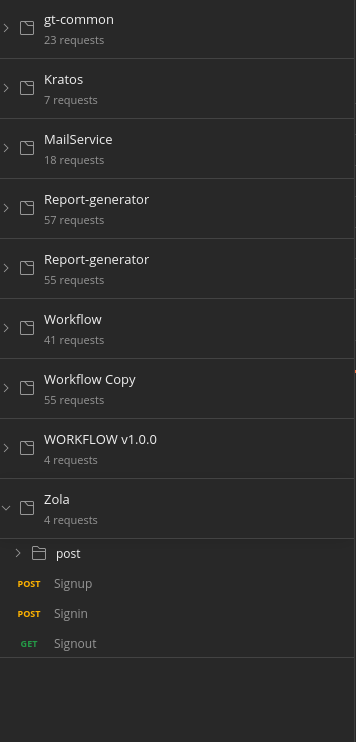 gt-common
23 requests
Kratos
7 requests
MailService
18 requests
Report-generator
57 requests
Report-generator
55 requests
Workflow
41 requests
Workflow Copy
55 requests
WORKFLOW v1.0.0
4 requests
Zola
4 requests
post
POST Signup
POST Signin
GET Signout